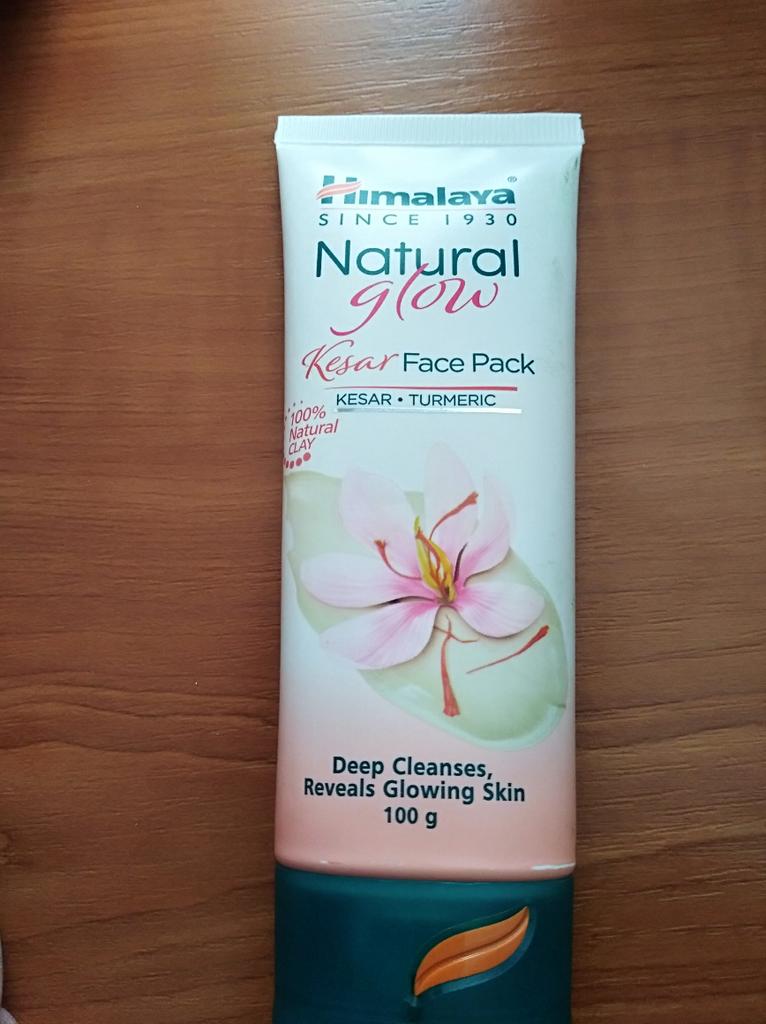 Himalaya®
SINCE 1930
Natural
glow
Kesar Face Pack
KESAR • TURMERIC
100%
Natural
CLAY
Deep Cleanses,
Reveals Glowing Skin
100 g